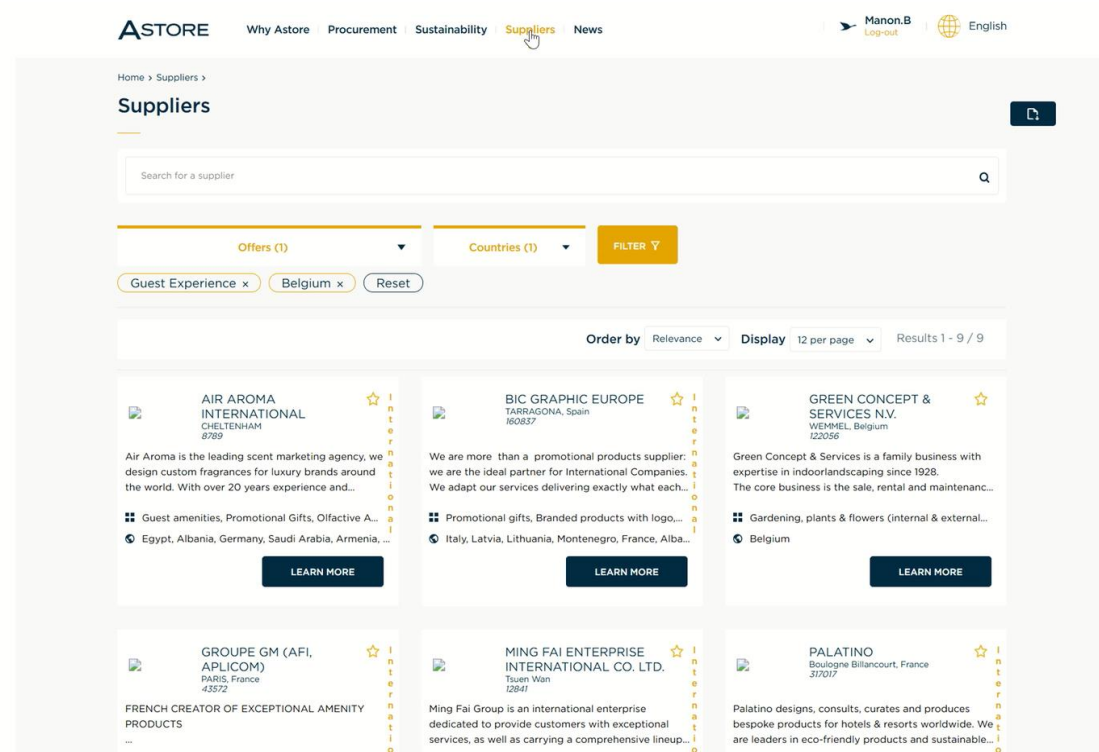 ASTORE
Why Astore
Procurement
Sustainability
Suppliers
News
Manon.B
Log-out
English
Home › Suppliers ›
Suppliers
Search for a supplier
Offers (1)
Countries (1)
FILTER
Guest Experience ×
Belgium ×
Reset
Order by
Relevance
Display
12 per page
Results 1 - 9 / 9
AIR AROMA
INTERNATIONAL
CHELTENHAM
8789
International
Air Aroma is the leading scent marketing agency, we
design custom fragrances for luxury brands around
the world. With over 20 years experience and...
Guest amenities, Promotional Gifts, Olfactive A...
Egypt, Albania, Germany, Saudi Arabia, Armenia, ...
LEARN MORE
BIC GRAPHIC EUROPE
TARRAGONA, Spain
160837
International
We are more than a promotional products supplier:
we are the ideal partner for International Companies.
We adapt our services delivering exactly what each...
Promotional gifts, Branded products with logo,...
Italy, Latvia, Lithuania, Montenegro, France, Alba...
LEARN MORE
GREEN CONCEPT &
SERVICES N.V.
WEMMEL, Belgium
122056
Green Concept & Services is a family business with
expertise in indoorlandscaping since 1928.
The core business is the sale, rental and maintenanc...
Gardening, plants & flowers (internal & external...
Belgium
LEARN MORE
GROUPE GM (AFI,
APLICOM)
PARIS, France
43572
Internatio
FRENCH CREATOR OF EXCEPTIONAL AMENITY
PRODUCTS
...
MING FAI ENTERPRISE
INTERNATIONAL CO. LTD.
Tsuen Wan
12841
Internatio
Ming Fai Group is an international enterprise
dedicated to provide customers with exceptional
services, as well as carrying a comprehensive lineup...
PALATINO
Boulogne Billancourt, France
317017
Internatio
Palatino designs, consults, curates and produces
bespoke products for hotels & resorts worldwide. We
are leaders in eco-friendly products and sustainable...